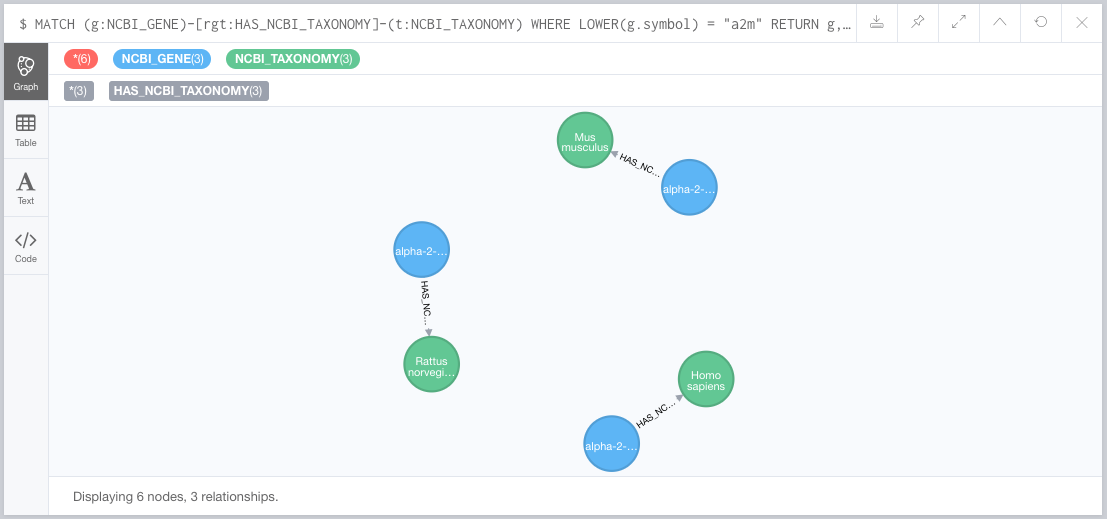 $ MATCH (g:NCBI_GENE)-[rgt:HAS_NCBI_TAXONOMY]-(t:NCBI_TAXONOMY) WHERE LOWER(g.symbol) = "a2m" RETURN g,…
*(6) NCBI_GENE(3) NCBI_TAXONOMY(3)
*(3) HAS_NCBI_TAXONOMY(3)
Graph
Table
A
Text
</>
Code
Mus
musculus
HAS_NC…
alpha-2-…
alpha-2-…
HAS_NC…
Rattus
norvegi…
Homo
sapiens
HAS_NC…
alpha-2-…
Displaying 6 nodes, 3 relationships.